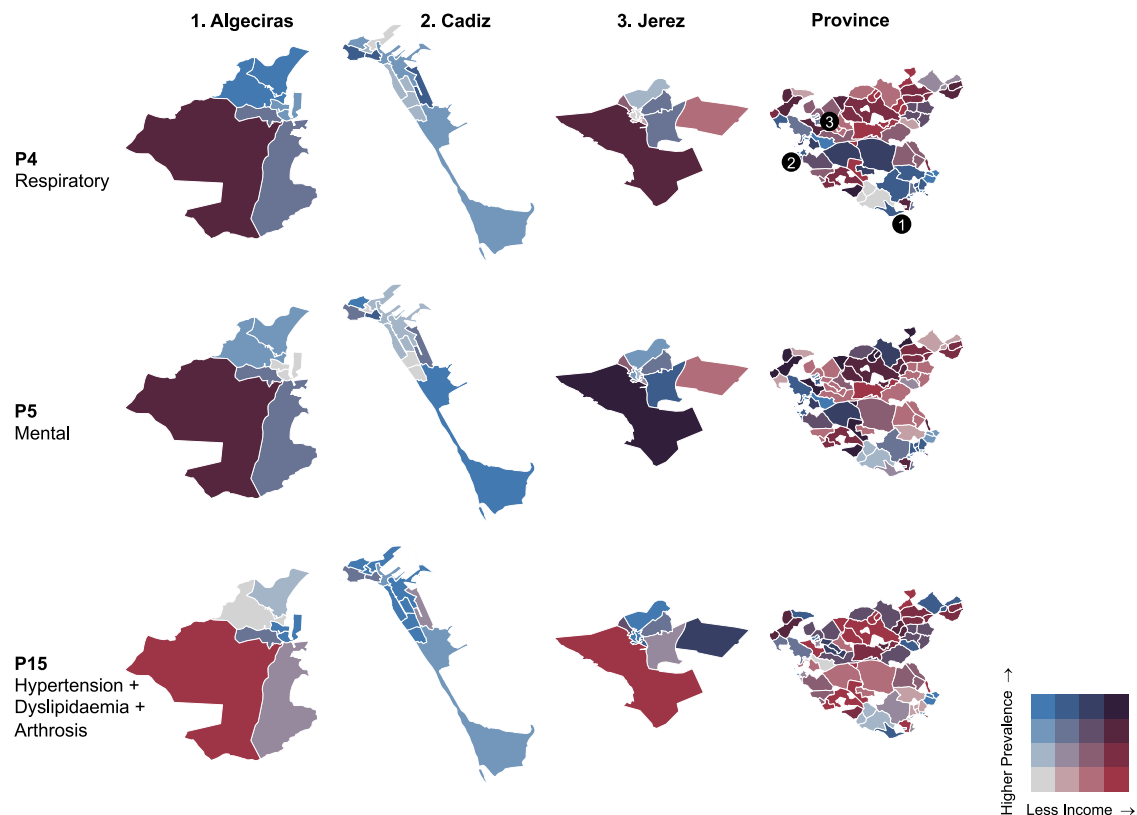 1. Algeciras
2. Cadiz
3. Jerez
Province
P4
Respiratory
3
2
1
P5
Mental
P15
Hypertension +
Dyslipidaemia +
Arthrosis
Higher Prevalence →
Less Income →